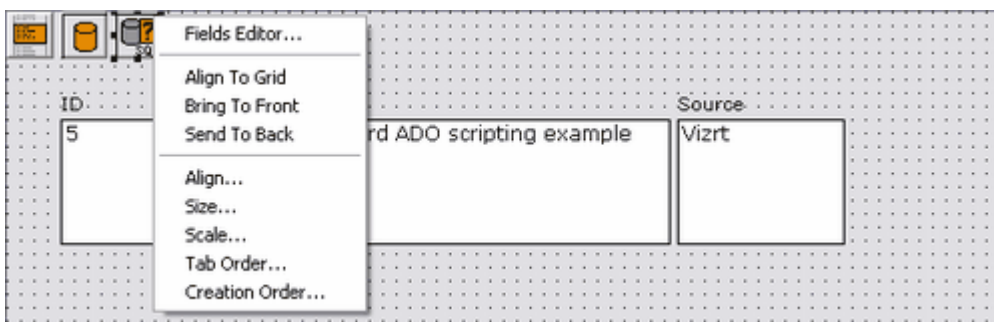 Fields Editor...
Align To Grid
Bring To Front
Send To Back
Align...
Size...
Scale...
Tab Order...
Creation Order...
ID
Source
5
rd ADO scripting example
Vizrt